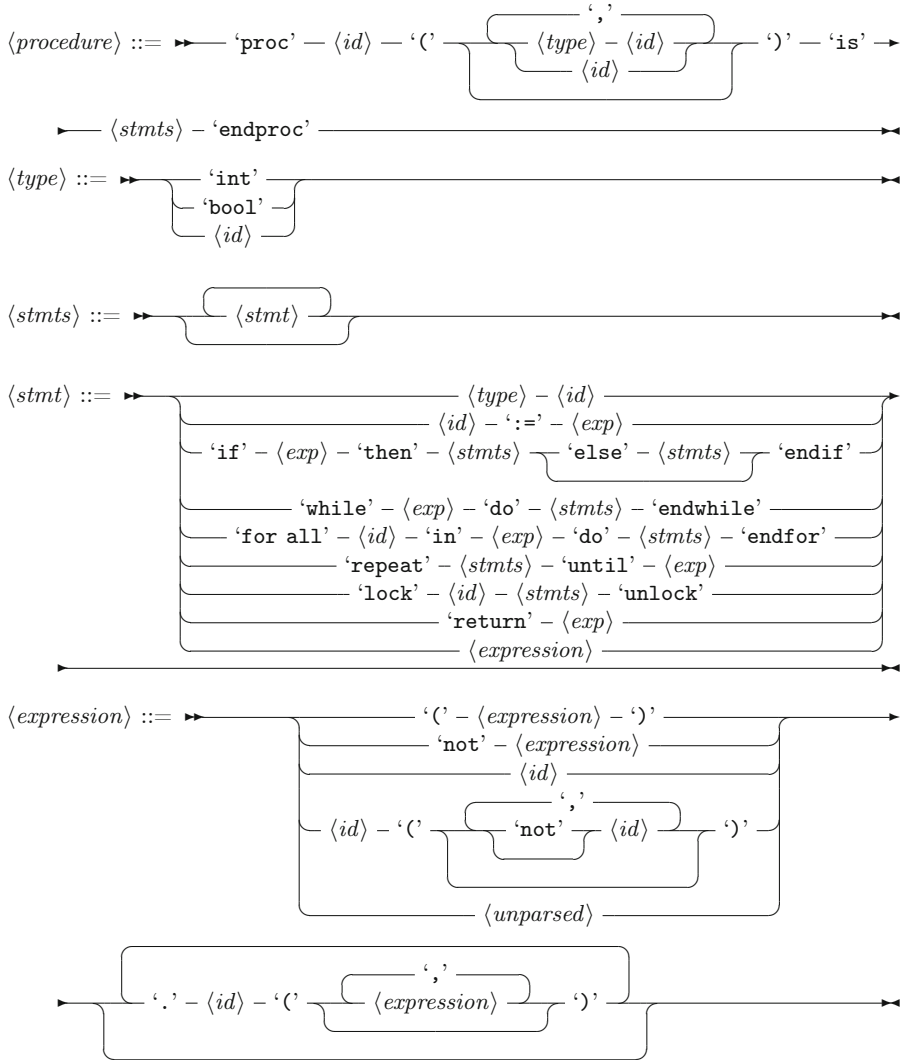 ‘,’
⟨procedure⟩ ::= ‘proc’ – ⟨id⟩ – ‘(’ ⟨type⟩ – ⟨id⟩ ‘)’ – ‘is’
⟨id⟩
⟨stmts⟩ – ‘endproc’
⟨type⟩ ::= ‘int’
‘bool’
⟨id⟩
⟨stmts⟩ ::= ⟨stmt⟩
⟨stmt⟩ ::= ⟨type⟩ – ⟨id⟩
⟨id⟩ – ‘:=’ – ⟨exp⟩
‘if’ – ⟨exp⟩ – ‘then’ – ⟨stmts⟩ ‘else’ – ⟨stmts⟩ ‘endif’
‘while’ – ⟨exp⟩ – ‘do’ – ⟨stmts⟩ – ‘endwhile’
‘for all’ – ⟨id⟩ – ‘in’ – ⟨exp⟩ – ‘do’ – ⟨stmts⟩ – ‘endfor’
‘repeat’ – ⟨stmts⟩ – ‘until’ – ⟨exp⟩
‘lock’ – ⟨id⟩ – ⟨stmts⟩ – ‘unlock’
‘return’ – ⟨exp⟩
⟨expression⟩
⟨expression⟩ ::= ‘(’ – ⟨expression⟩ – ‘)’
‘not’ – ⟨expression⟩
⟨id⟩
‘,’
⟨id⟩ – ‘(’ ‘not’ ⟨id⟩ ‘)’
⟨unparsed⟩
‘,’
‘.’ – ⟨id⟩ – ‘(’ ⟨expression⟩ ‘)’